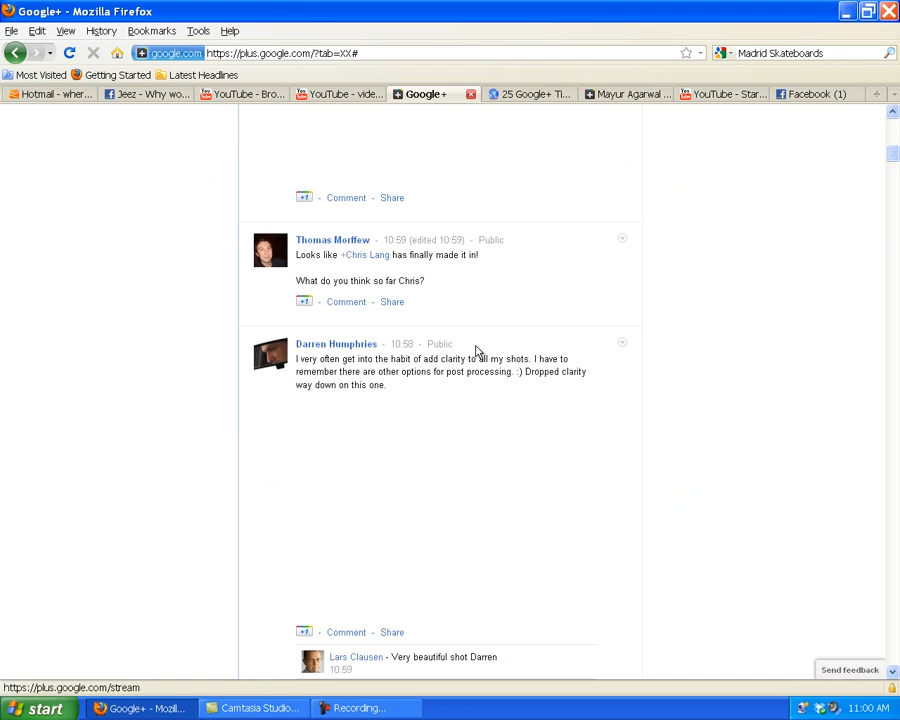 Google+ - Mozilla Firefox
File Edit View History Bookmarks Tools Help
google.com https://plus.google.com/?tab=XX# Madrid Skateboards
Most Visited Getting Started Latest Headlines
Hotmail - wher... Jeez - Why wo... YouTube - Bro... YouTube - vide... Google+ 25 Google+ Ti... Mayur Agarwal ... YouTube - Star... Facebook (1)
+1 - Comment - Share
Thomas Morffew - 10:59 (edited 10:59) - Public
Looks like +Chris Lang has finally made it in!
What do you think so far Chris?
+1 - Comment - Share
Darren Humphries - 10:58 - Public
I very often get into the habit of add clarity to all my shots. I have to
remember there are other options for post processing. :) Dropped clarity
way down on this one.
+1 - Comment - Share
Lars Clausen - Very beautiful shot Darren
10:59
Send feedback
https://plus.google.com/stream
start Google+ - Mozil... Camtasia Studio... Recording... 11:00 AM